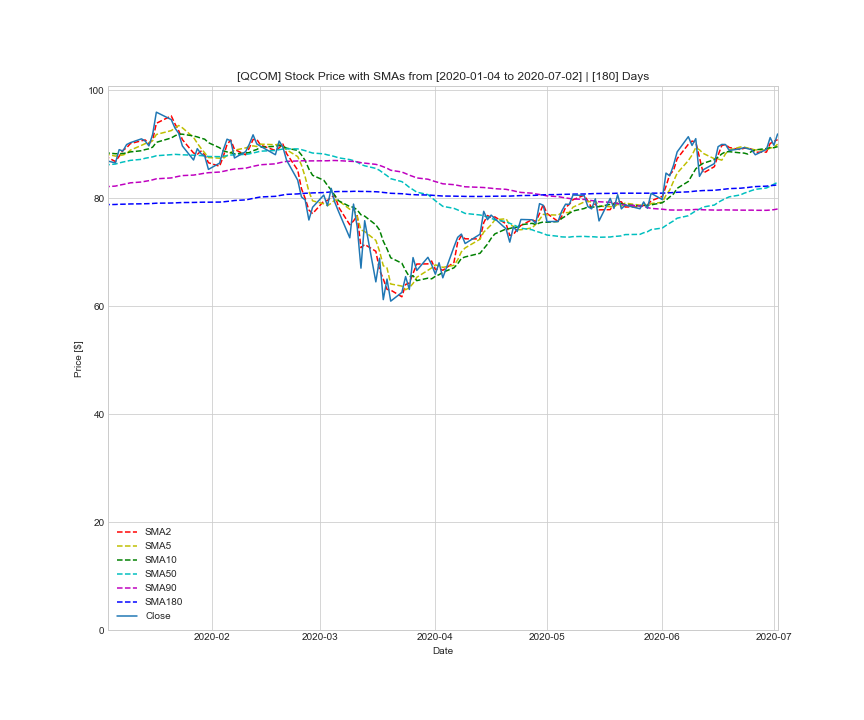 [QCOM] Stock Price with SMAs from [2020-01-04 to 2020-07-02] | [180] Days
100
80
60
40
20
0
Price [$]
SMA2
SMA5
SMA10
SMA50
SMA90
SMA180
Close
2020-02 2020-03 2020-04 2020-05 2020-06 2020-07
Date